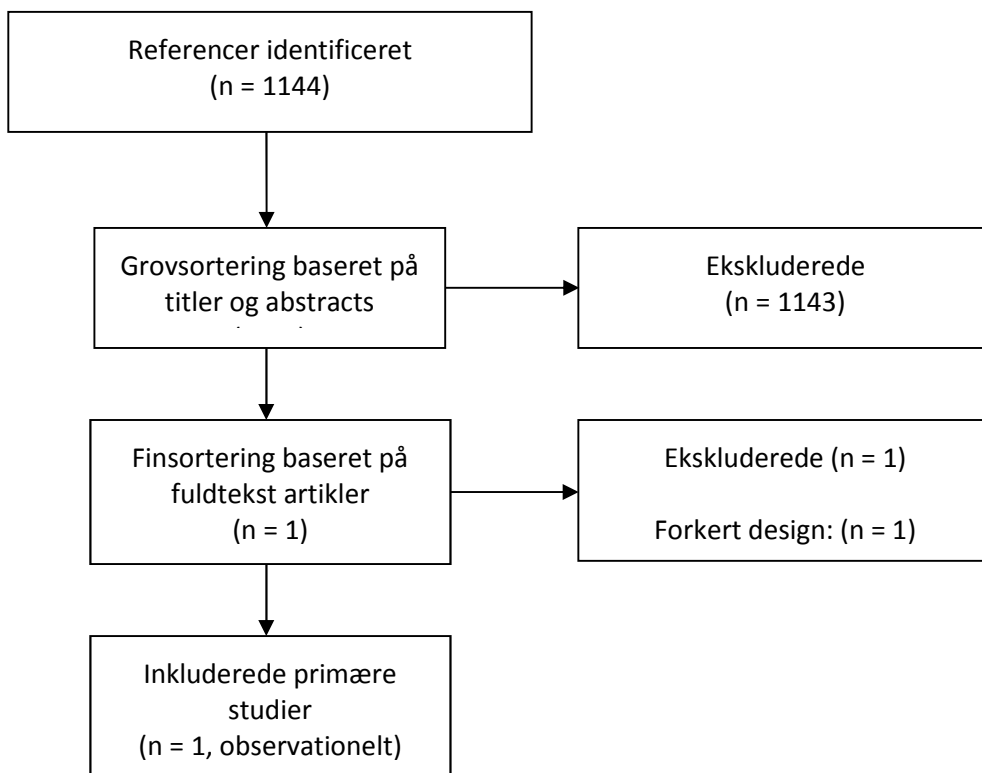 Referencer identificeret
(n = 1144)
Grovsortering baseret på
titler og abstracts
Ekskluderede
(n = 1143)
Finsortering baseret på
fuldtekst artikler
(n = 1)
Ekskluderede (n = 1)
Forkert design: (n = 1)
Inkluderede primære
studier
(n = 1, observationelt)